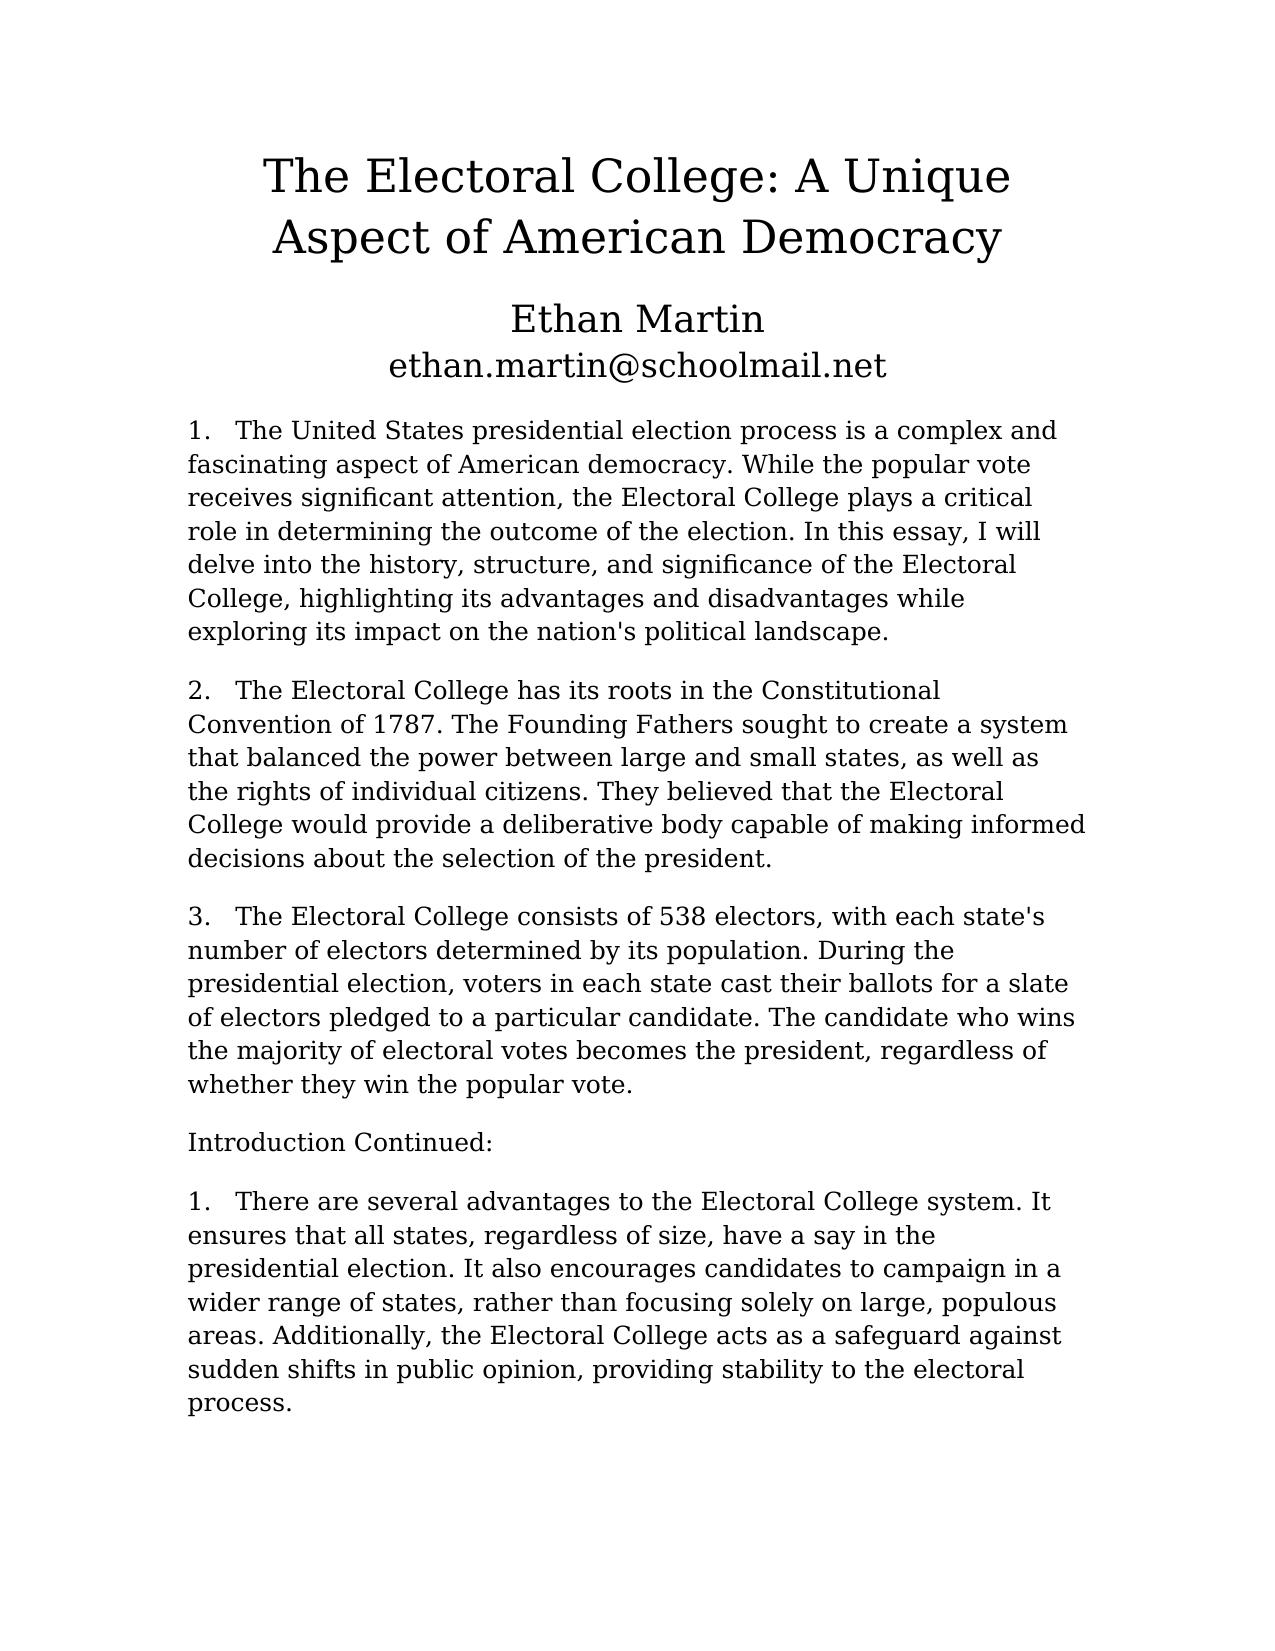 The Electoral College: A Unique
Aspect of American Democracy
Ethan Martin
ethan.martin@schoolmail.net
1. The United States presidential election process is a complex and
fascinating aspect of American democracy. While the popular vote
receives significant attention, the Electoral College plays a critical
role in determining the outcome of the election. In this essay, I will
delve into the history, structure, and significance of the Electoral
College, highlighting its advantages and disadvantages while
exploring its impact on the nation's political landscape.
2. The Electoral College has its roots in the Constitutional
Convention of 1787. The Founding Fathers sought to create a system
that balanced the power between large and small states, as well as
the rights of individual citizens. They believed that the Electoral
College would provide a deliberative body capable of making informed
decisions about the selection of the president.
3. The Electoral College consists of 538 electors, with each state's
number of electors determined by its population. During the
presidential election, voters in each state cast their ballots for a slate
of electors pledged to a particular candidate. The candidate who wins
the majority of electoral votes becomes the president, regardless of
whether they win the popular vote.
Introduction Continued:
1. There are several advantages to the Electoral College system. It
ensures that all states, regardless of size, have a say in the
presidential election. It also encourages candidates to campaign in a
wider range of states, rather than focusing solely on large, populous
areas. Additionally, the Electoral College acts as a safeguard against
sudden shifts in public opinion, providing stability to the electoral
process.